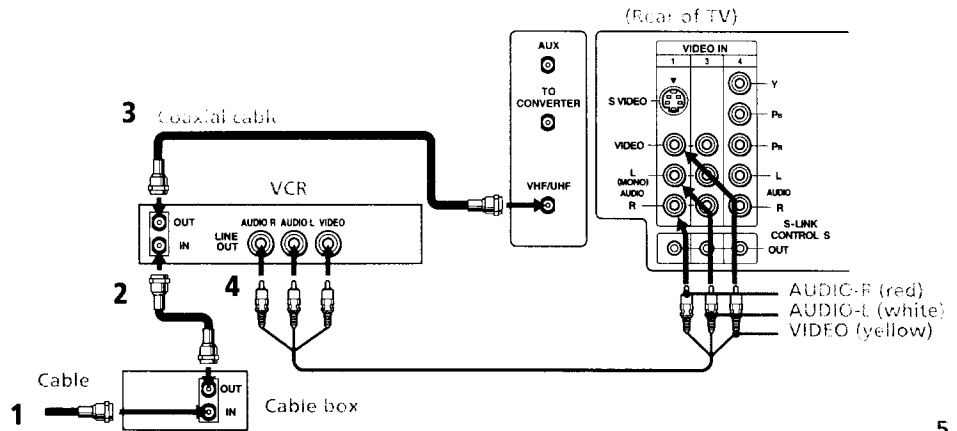 (Rear of TV)
VIDEO IN
1 3 4
AUX
TO
CONVERTER
VHF/UHF
S VIDEO
VIDEO
L
(MONO)
AUDIO
R
Y
PB
PR
L
AUDIO
R
S-LINK
CONTROL S
OUT
3 Coaxial cable
VCR
OUT
IN
AUDIO R AUDIO L VIDEO
LINE
OUT
2
4
AUDIO-R (red)
AUDIO-L (white)
VIDEO (yellow)
Cable
1
OUT
IN
Cable box
5